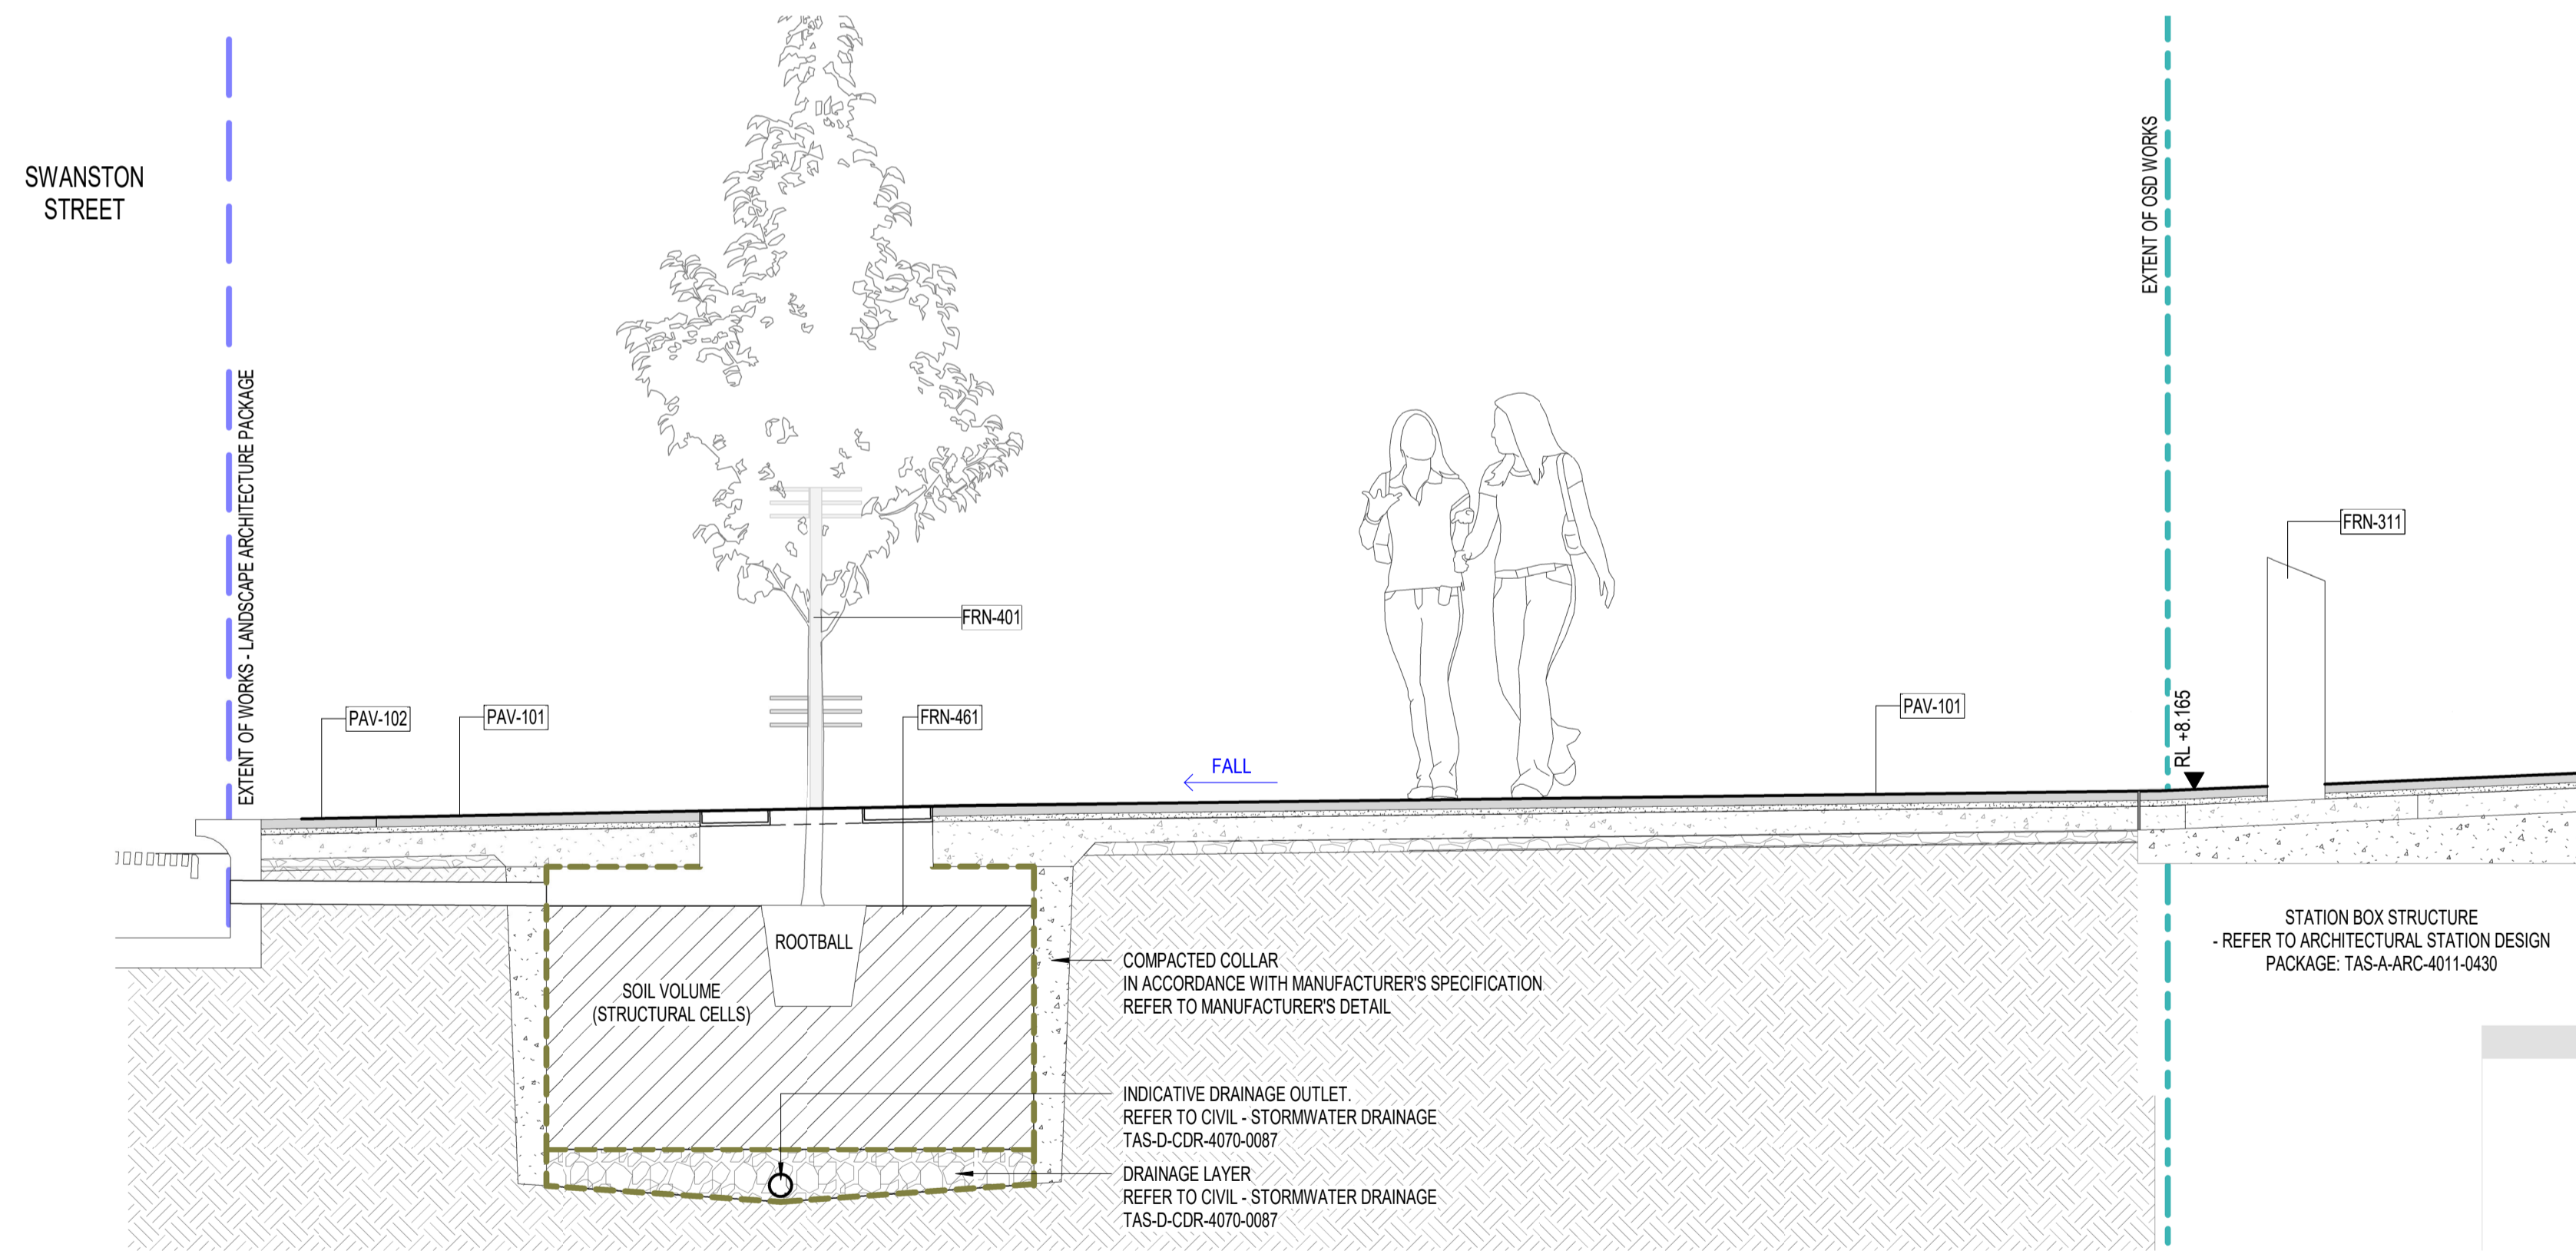 SWANSTON
STREET
EXTENT OF WORKS - LANDSCAPE ARCHITECTURE PACKAGE
EXTENT OF OSD WORKS
FRN-311
FRN-401
PAV-102
PAV-101
FRN-461
PAV-101
RL +8.165
FALL
ROOTBALL
SOIL VOLUME
(STRUCTURAL CELLS)
COMPACTED COLLAR
IN ACCORDANCE WITH MANUFACTURER'S SPECIFICATION
REFER TO MANUFACTURER'S DETAIL
STATION BOX STRUCTURE
- REFER TO ARCHITECTURAL STATION DESIGN
PACKAGE: TAS-A-ARC-4011-0430
INDICATIVE DRAINAGE OUTLET.
REFER TO CIVIL - STORMWATER DRAINAGE
TAS-D-CDR-4070-0087
DRAINAGE LAYER
REFER TO CIVIL - STORMWATER DRAINAGE
TAS-D-CDR-4070-0087